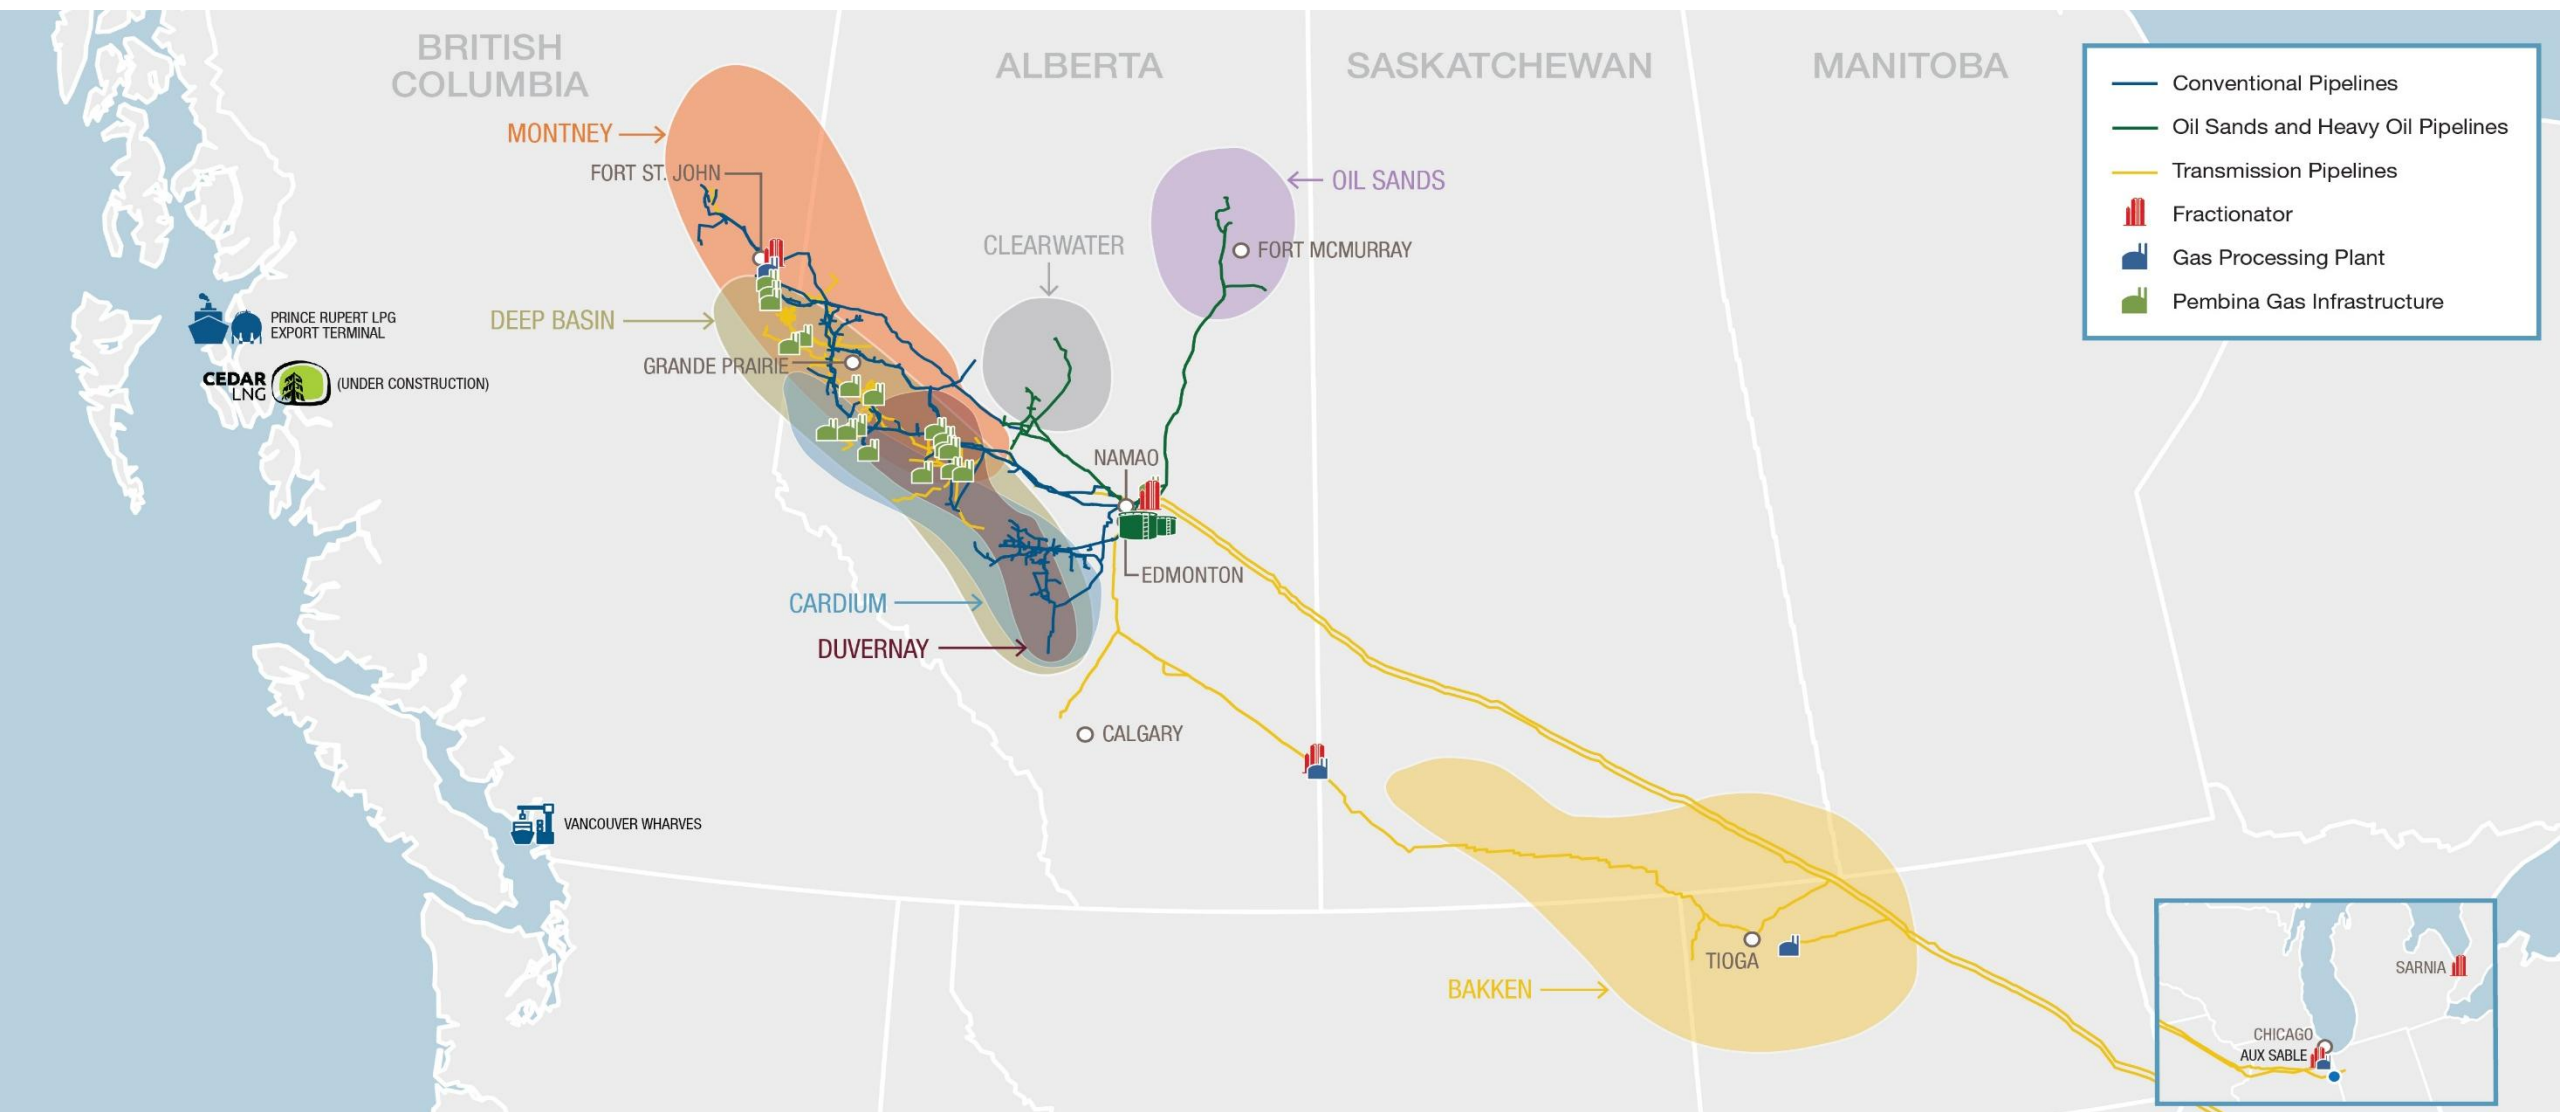 BRITISH
COLUMBIA
ALBERTA
SASKATCHEWAN
MANITOBA
Conventional Pipelines
Oil Sands and Heavy Oil Pipelines
Transmission Pipelines
Fractionator
Gas Processing Plant
Pembina Gas Infrastructure
MONTNEY
FORT ST. JOHN
OIL SANDS
CLEARWATER
FORT MCMURRAY
PRINCE RUPERT LPG
EXPORT TERMINAL
DEEP BASIN
GRANDE PRAIRIE
CEDAR
LNG
(UNDER CONSTRUCTION)
NAMAO
EDMONTON
CARDIUM
DUVERNAY
CALGARY
VANCOUVER WHARVES
TIOGA
BAKKEN
SARNIA
CHICAGO
AUX SABLE